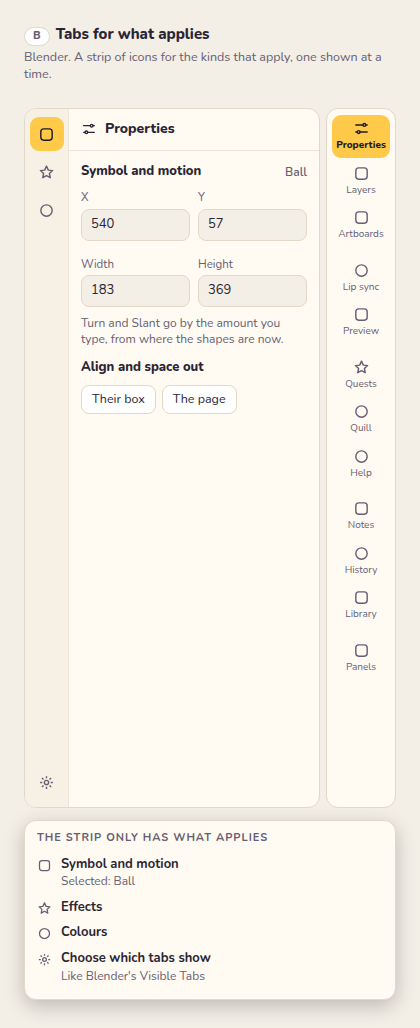 B Tabs for what applies
Blender. A strip of icons for the kinds that apply, one shown at a
time.
Properties
Symbol and motion Ball
X Y
540 57
Width Height
183 369
Turn and Slant go by the amount you
type, from where the shapes are now.
Align and space out
Their box The page
Properties
Layers
Artboards
Lip sync
Preview
Quests
Quill
Help
Notes
History
Library
Panels
THE STRIP ONLY HAS WHAT APPLIES
Symbol and motion
Selected: Ball
Effects
Colours
Choose which tabs show
Like Blender's Visible Tabs